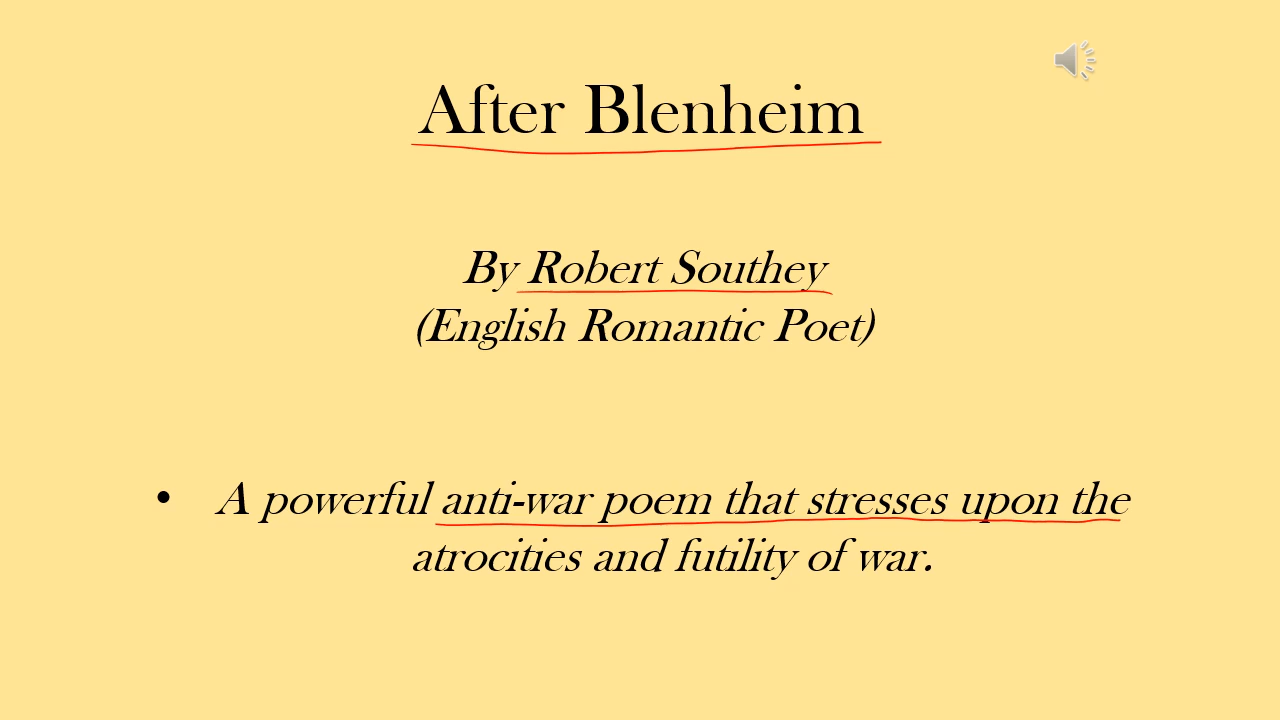 After Blenheim
By Robert Southey
(English Romantic Poet)
• A powerful anti-war poem that stresses upon the
atrocities and futility of war.